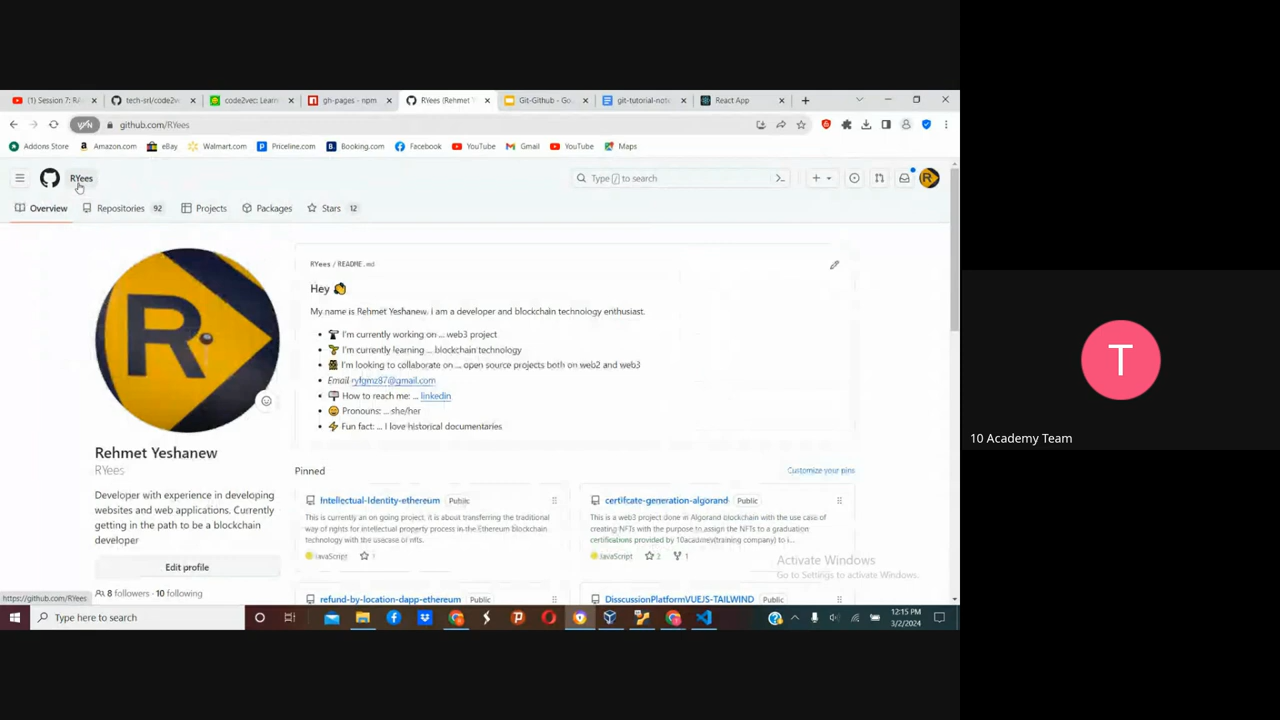 (1) Session 7: RA
tech-srl/code2v
code2vec: Learn
gh-pages - npm
RYees (Rehmet Y
Git-Github - Go
git-tutorial-note
React App
VPN
github.com/RYees
Addons Store
Amazon.com
eBay
Walmart.com
Priceline.com
Booking.com
Facebook
YouTube
Gmail
YouTube
Maps
RYees
Type / to search
Overview
Repositories 92
Projects
Packages
Stars 12
RYees / README.md
Hey 👋
My name is Rehmet Yeshanew. i am a developer and blockchain technology enthusiast.
I'm currently working on ... web3 project
I'm currently learning ... blockchain technology
I'm looking to collaborate on ... open source projects both on web2 and web3
Email ryfgmz87@gmail.com
How to reach me: ... linkedin
Pronouns: ... she/her
Fun fact: ... I love historical documentaries
Rehmet Yeshanew
RYees
Developer with experience in developing
websites and web applications. Currently
getting in the path to be a blockchain
developer
Edit profile
8 followers · 10 following
Pinned
Customize your pins
Intellectual-Identity-ethereum Public
This is currently an on going project, it is about transferring the traditional
way of rights for intellectual property process in the Ethereum blockchain
technology with the usecase of nfts.
JavaScript
certifcate-generation-algorand Public
This is a web3 project done in Algorand blockchain with the use case of
creating NFTs with the purpose to assign the NFTs to a graduation
certifications provided by 10academy(training company) to i...
JavaScript 2 1
refund-by-location-dapp-ethereum Public
DisscussionPlatformVUEJS-TAILWIND Public
Activate Windows
Go to Settings to activate Windows.
https://github.com/RYees
Type here to search
12:15 PM
3/2/2024
T
10 Academy Team